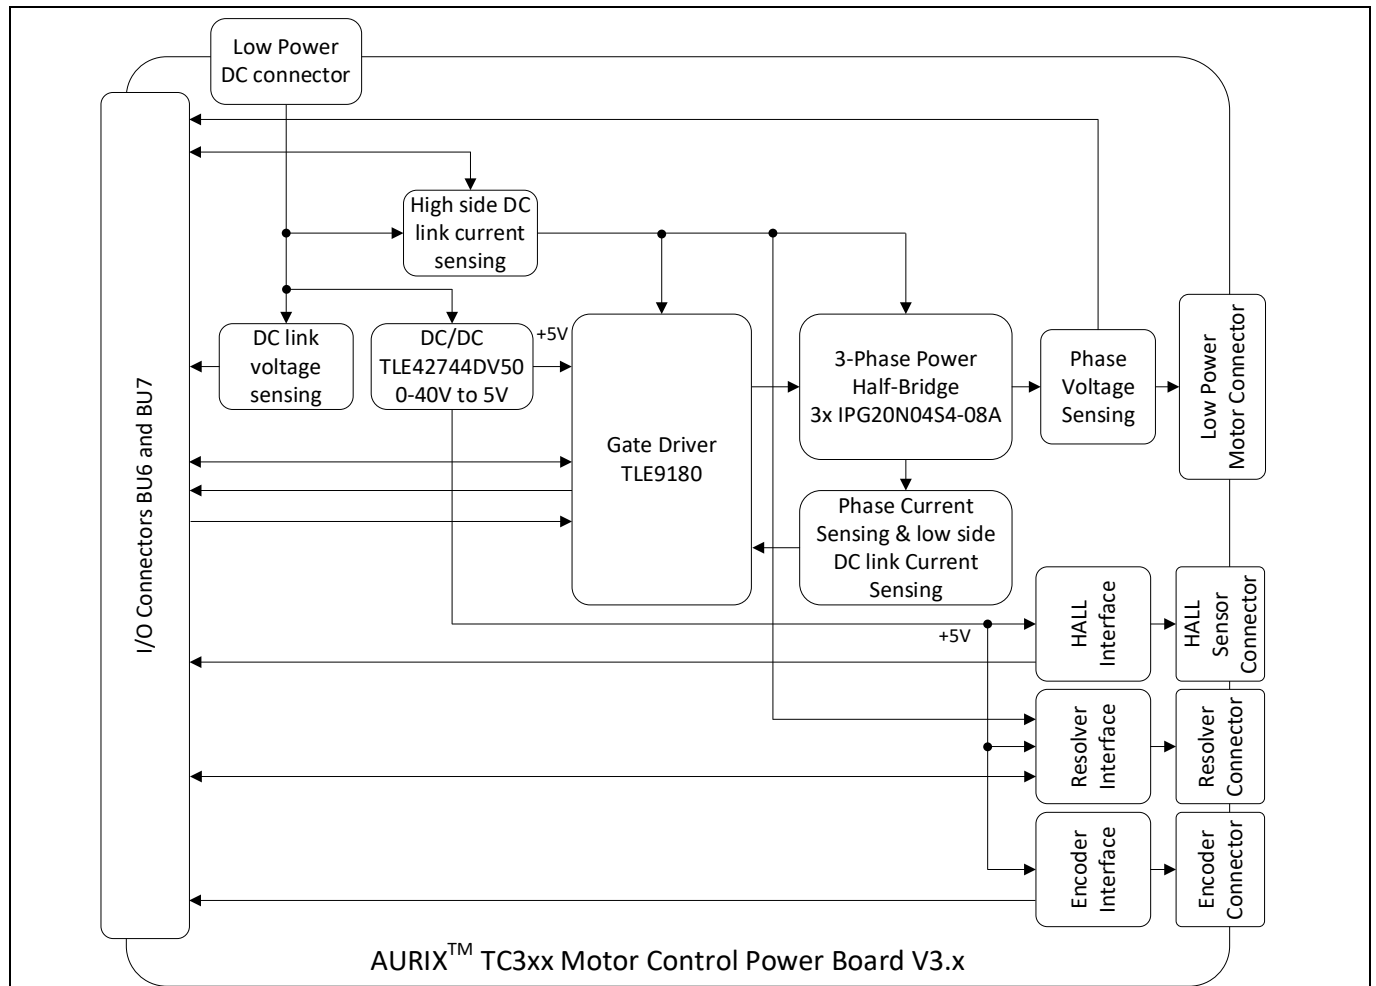 Low Power
DC connector
High side DC
link current
sensing
DC link
voltage
sensing
DC/DC
TLE42744DV50
0-40V to 5V
+5V
Gate Driver
TLE9180
3-Phase Power
Half-Bridge
3x IPG20N04S4-08A
Phase
Voltage
Sensing
Low Power
Motor Connector
Phase Current
Sensing & low side
DC link Current
Sensing
I/O Connectors BU6 and BU7
+5V
HALL
Interface
HALL
Sensor
Connector
Resolver
Interface
Resolver
Connector
Encoder
Interface
Encoder
Connector
AURIX™ TC3xx Motor Control Power Board V3.x